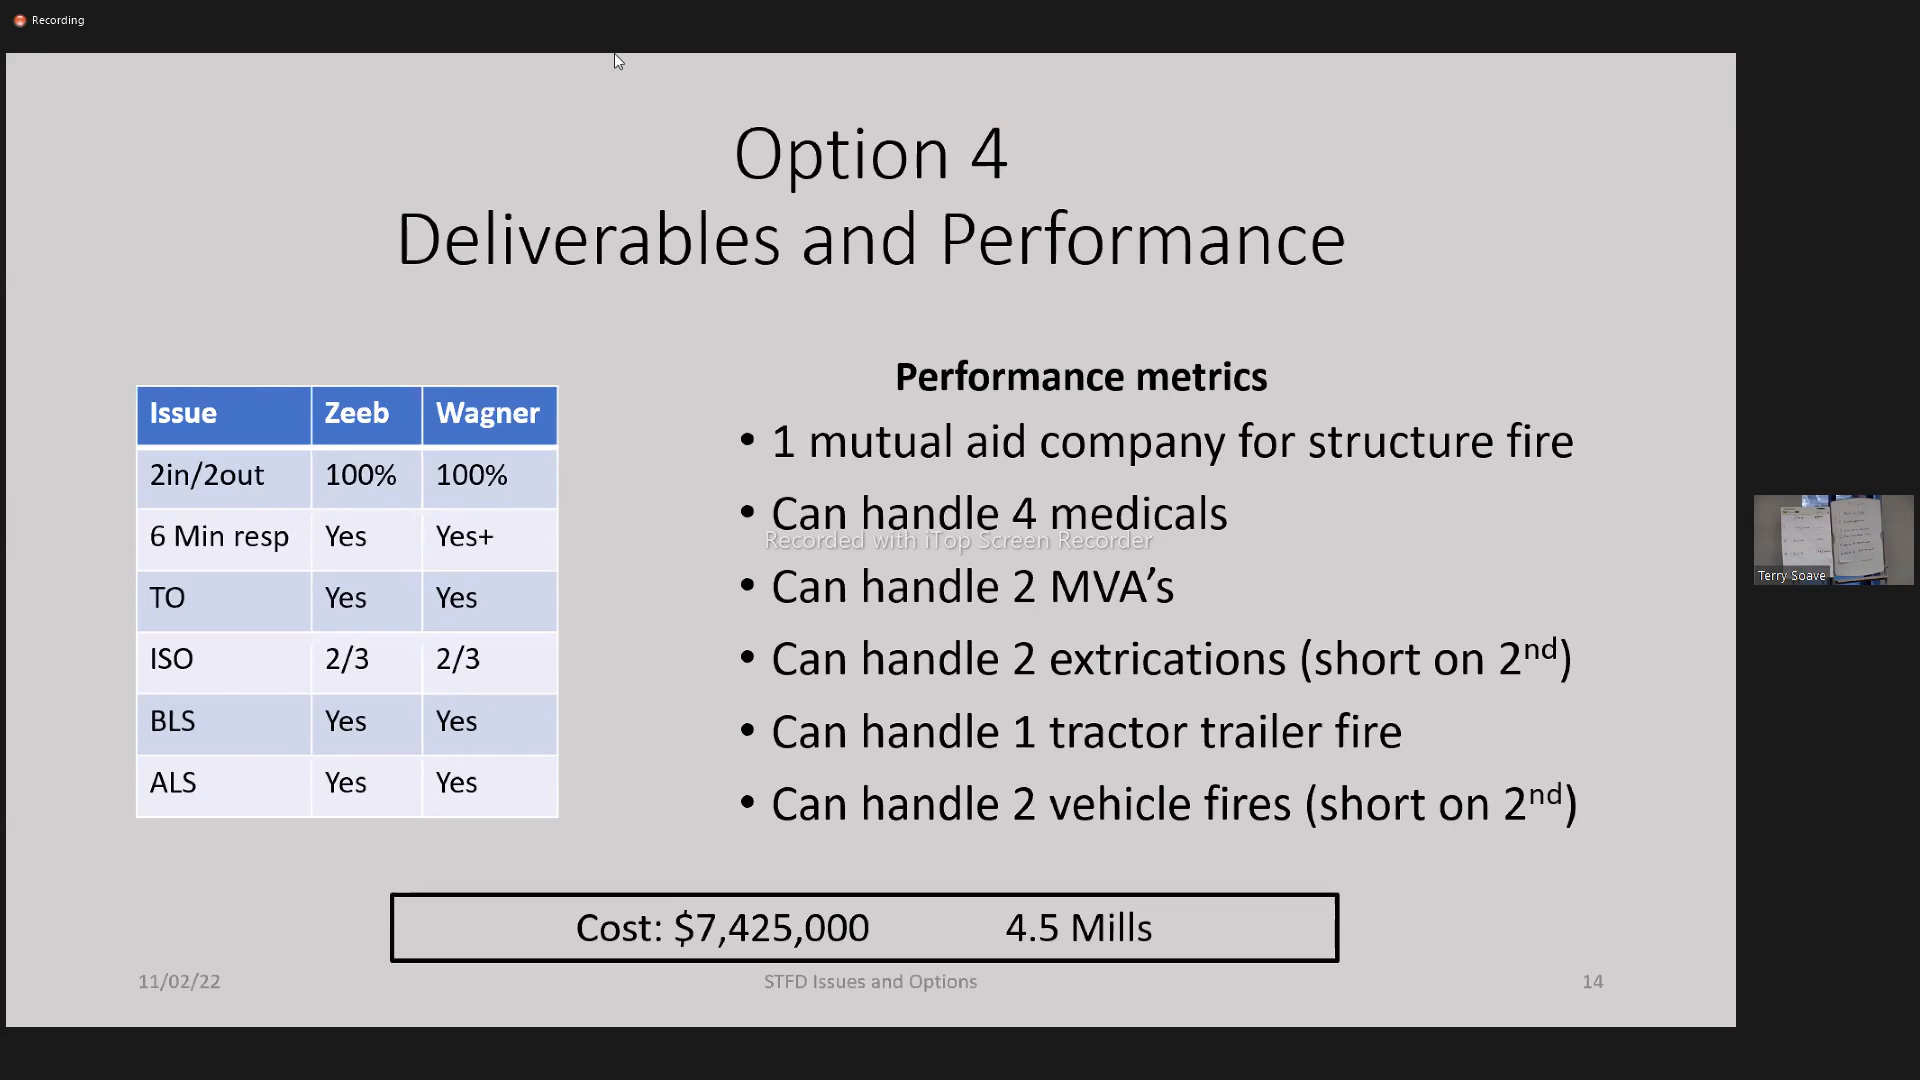 Recording
Option 4
Deliverables and Performance
Issue Zeeb Wagner
2in/2out 100% 100%
6 Min resp Yes Yes+
TO Yes Yes
ISO 2/3 2/3
BLS Yes Yes
ALS Yes Yes
Performance metrics
• 1 mutual aid company for structure fire
• Can handle 4 medicals
Recorded with iTop Screen Recorder
• Can handle 2 MVA’s
• Can handle 2 extrications (short on 2nd)
• Can handle 1 tractor trailer fire
• Can handle 2 vehicle fires (short on 2nd)
Cost: $7,425,000 4.5 Mills
11/02/22 STFD Issues and Options 14
Terry Soave